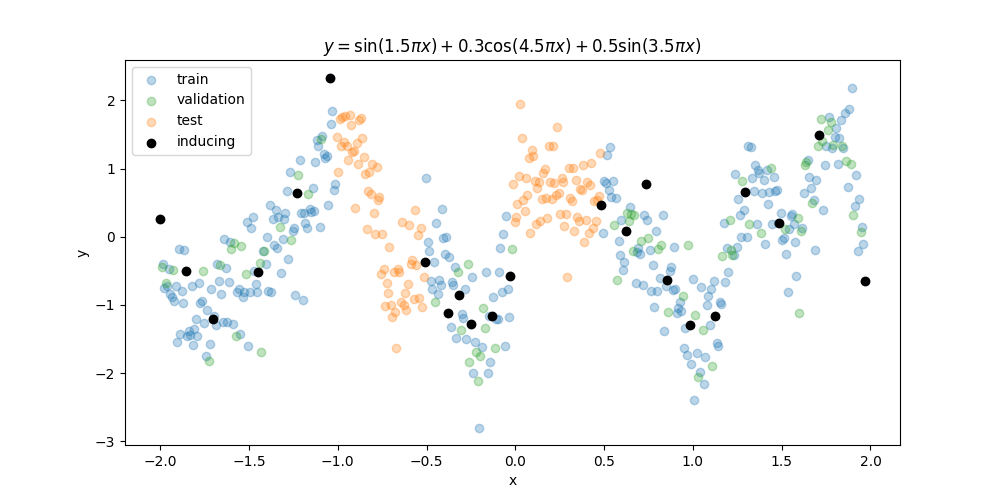 y = sin(1.5πx) + 0.3cos(4.5πx) + 0.5sin(3.5πx)
train
validation
test
inducing
2
1
0
−1
−2
−3
y
−2.0 −1.5 −1.0 −0.5 0.0 0.5 1.0 1.5 2.0
x